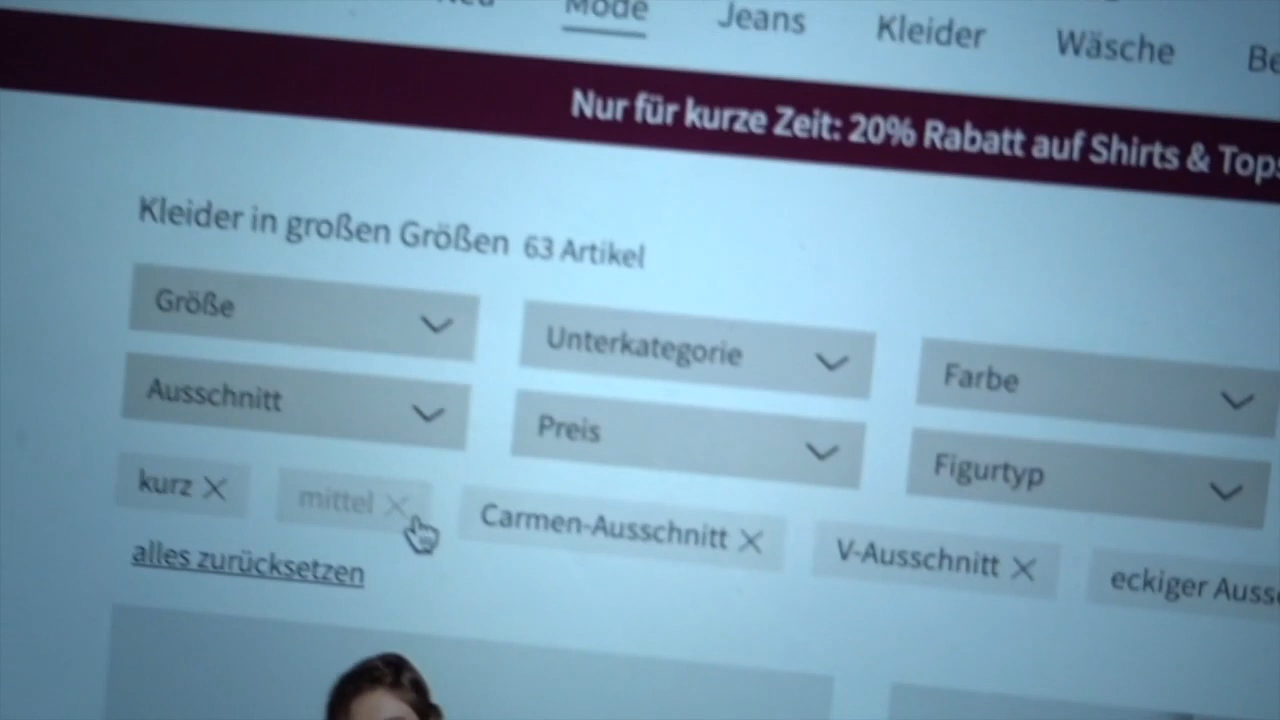 Mode Jeans Kleider Wäsche
Nur für kurze Zeit: 20% Rabatt auf Shirts & Tops
Kleider in großen Größen 63 Artikel
Größe Unterkategorie Farbe
Ausschnitt Preis Figurtyp
kurz mittel Carmen-Ausschnitt V-Ausschnitt eckiger
alles zurücksetzen